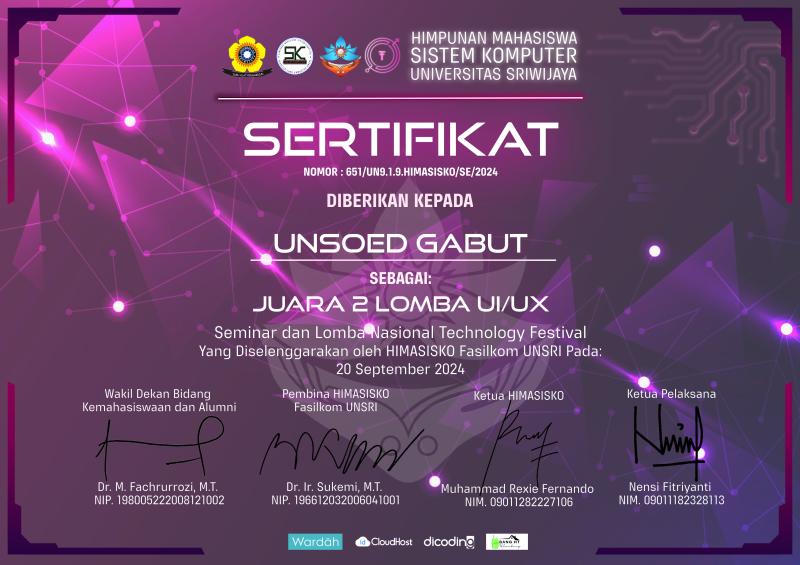 HIMPUNAN MAHASISWA
SISTEM KOMPUTER
UNIVERSITAS SRIWIJAYA
SK
SERTIFIKAT
NOMOR : 651/UN9.1.9.HIMASISKO/SE/2024
DIBERIKAN KEPADA
UNSOED GABUT
SEBAGAI:
JUARA 2 LOMBA UI/UX
Seminar dan Lomba Nasional Technology Festival
Yang Diselenggarakan oleh HIMASISKO Fasilkom UNSRI Pada:
20 September 2024
Wakil Dekan Bidang
Kemahasiswaan dan Alumni
Dr. M. Fachrurrozi, M.T.
NIP. 198005222008121002
Pembina HIMASISKO
Fasilkom UNSRI
Dr. Ir. Sukemi, M.T.
NIP. 196612032006041001
Ketua HIMASISKO
Muhammad Rexie Fernando
NIM. 09011282227106
Ketua Pelaksana
Nensi Fitriyanti
NIM. 09011182328113
Wardah
id CloudHost
dicoding